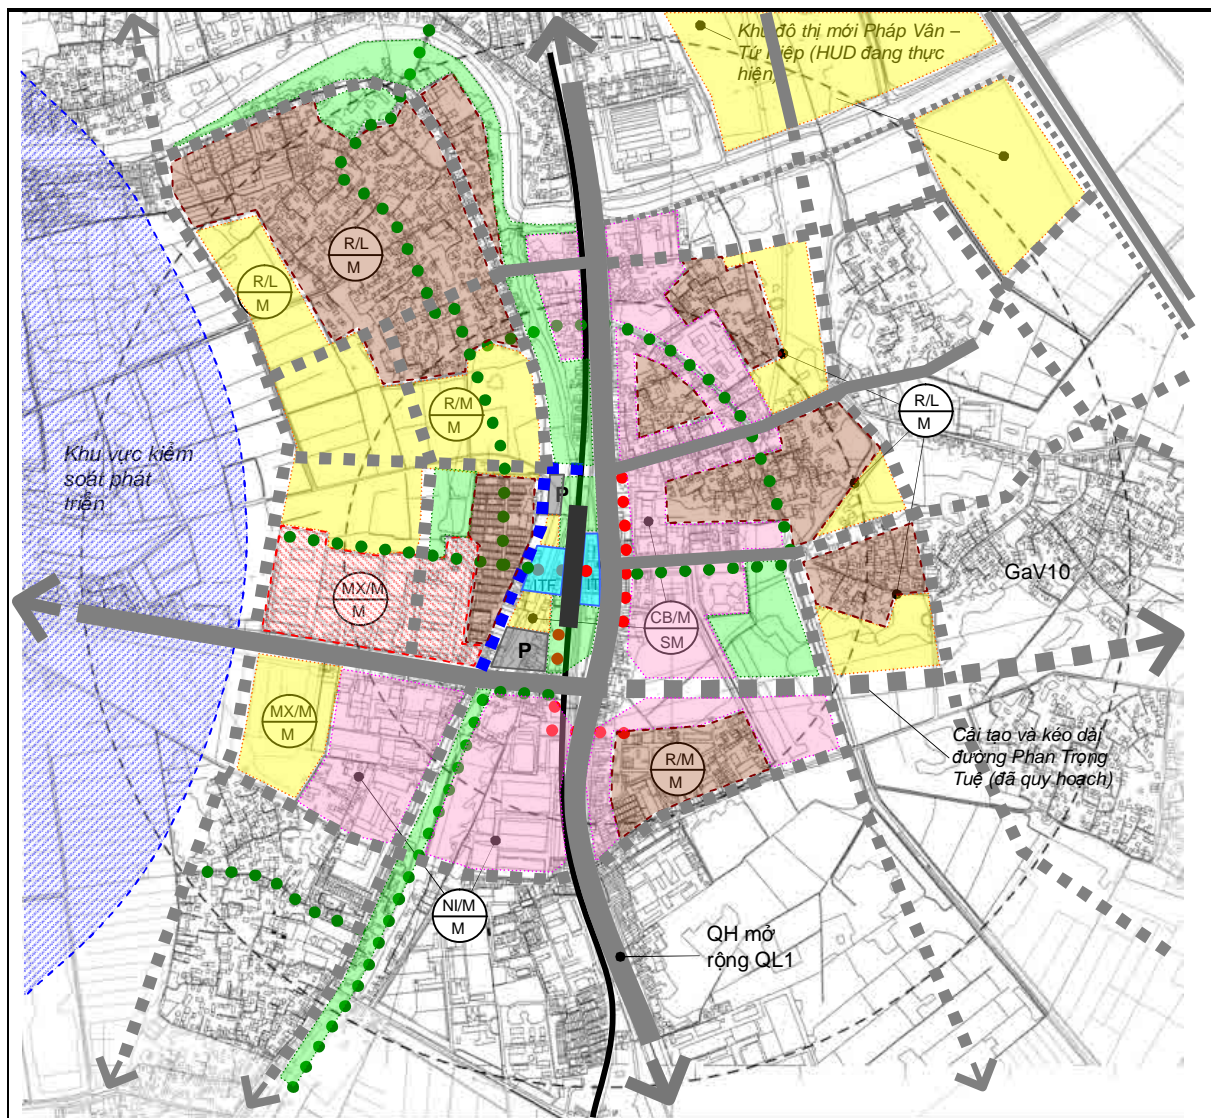 Khu đô thị mới Pháp Vân –
Tứ Hiệp (HUD đang thực
hiện)
R/L
M
R/L
M
R/M
M
R/L
M
Khu vực kiểm
soát phát
triển
P
ITF
GaV10
MX/M
M
CB/M
SM
P
MX/M
M
R/M
M
Cải tạo và kéo dài
đường Phan Trọng
Tuệ (đã quy hoạch)
NI/M
M
QH mở
rộng QL1